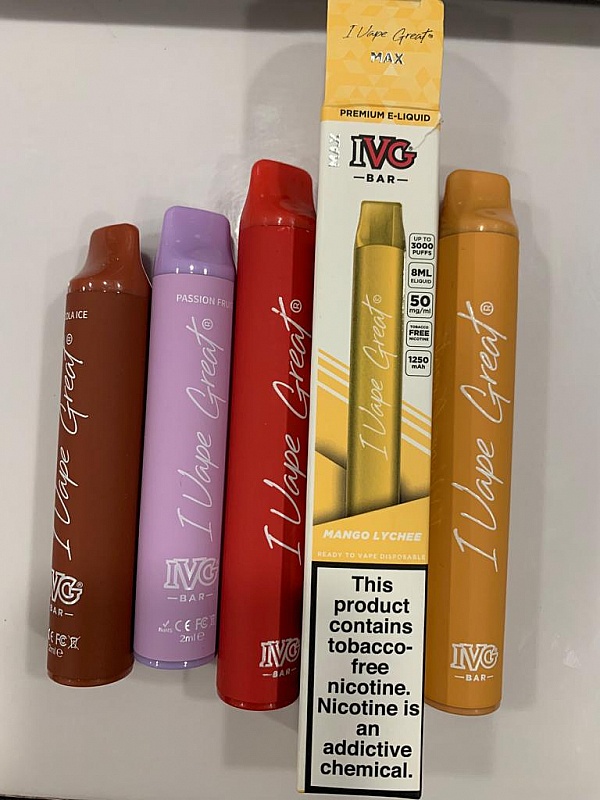 I Vape Great®
MAX
PREMIUM E-LIQUID
MAX
IVG®
BAR
UP TO
3000
PUFFS
8ML
ELIQUID
50
mg/ml
TOBACCO
FREE
NICOTINE
1250
mAh
I Vape Great®
MANGO LYCHEE
READY TO VAPE DISPOSABLE
This
product
contains
tobacco-
free
nicotine.
Nicotine is
an
addictive
chemical.
OLA ICE
I Vape Great®
VG®
BAR
CE FC
2ml e
PASSION FRU
I Vape Great®
IVG
BAR
RoHS CE FC
2ml e
I Vape Great®
IVG
BAR
I Vape Great®
IVG
BAR